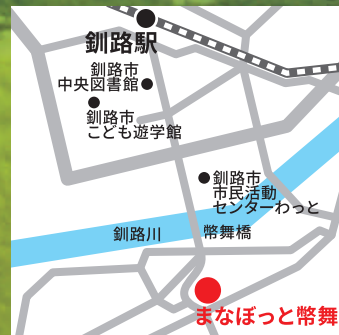 釧路駅
釧路市
中央図書館
釧路市
こども遊学館
釧路市
市民活動
センターわっと
釧路川
幣舞橋
まなぼっと幣舞